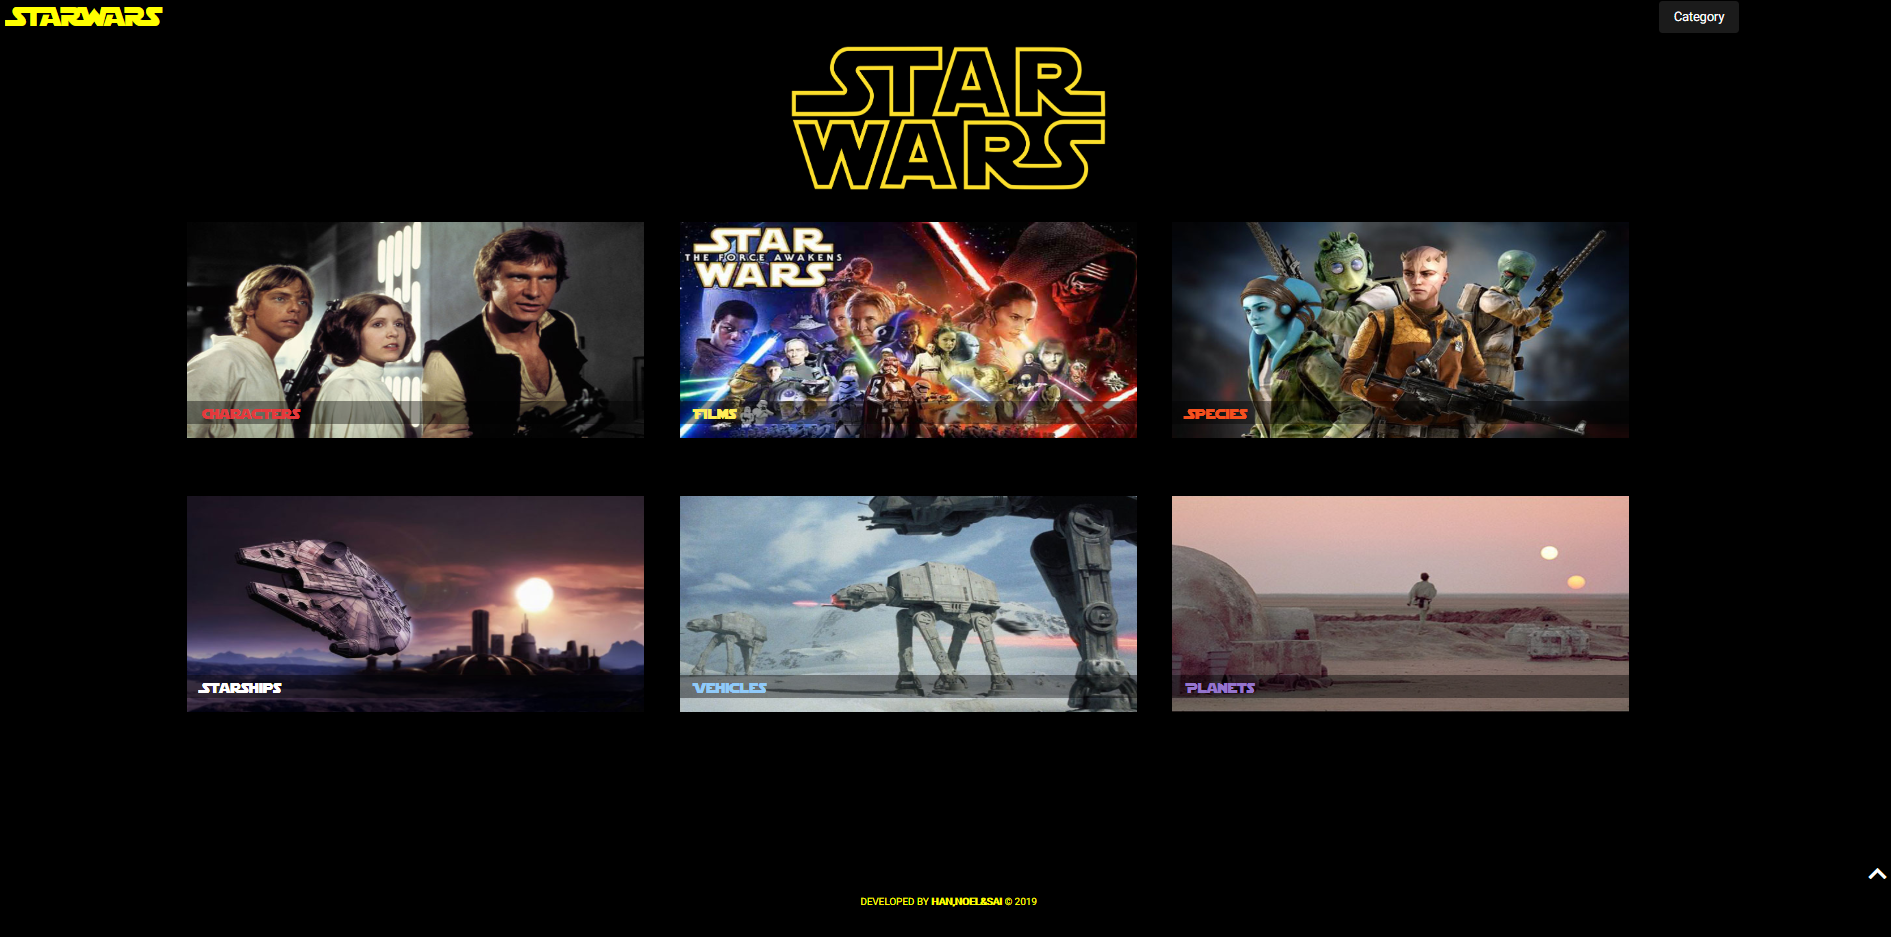 STARWARS
Category
STAR
WARS
STAR
THE FORCE AWAKENS
WARS
CHARACTERS
FILMS
SPECIES
STARSHIPS
VEHICLES
PLANETS
DEVELOPED BY HAN,NOEL&SAI © 2019